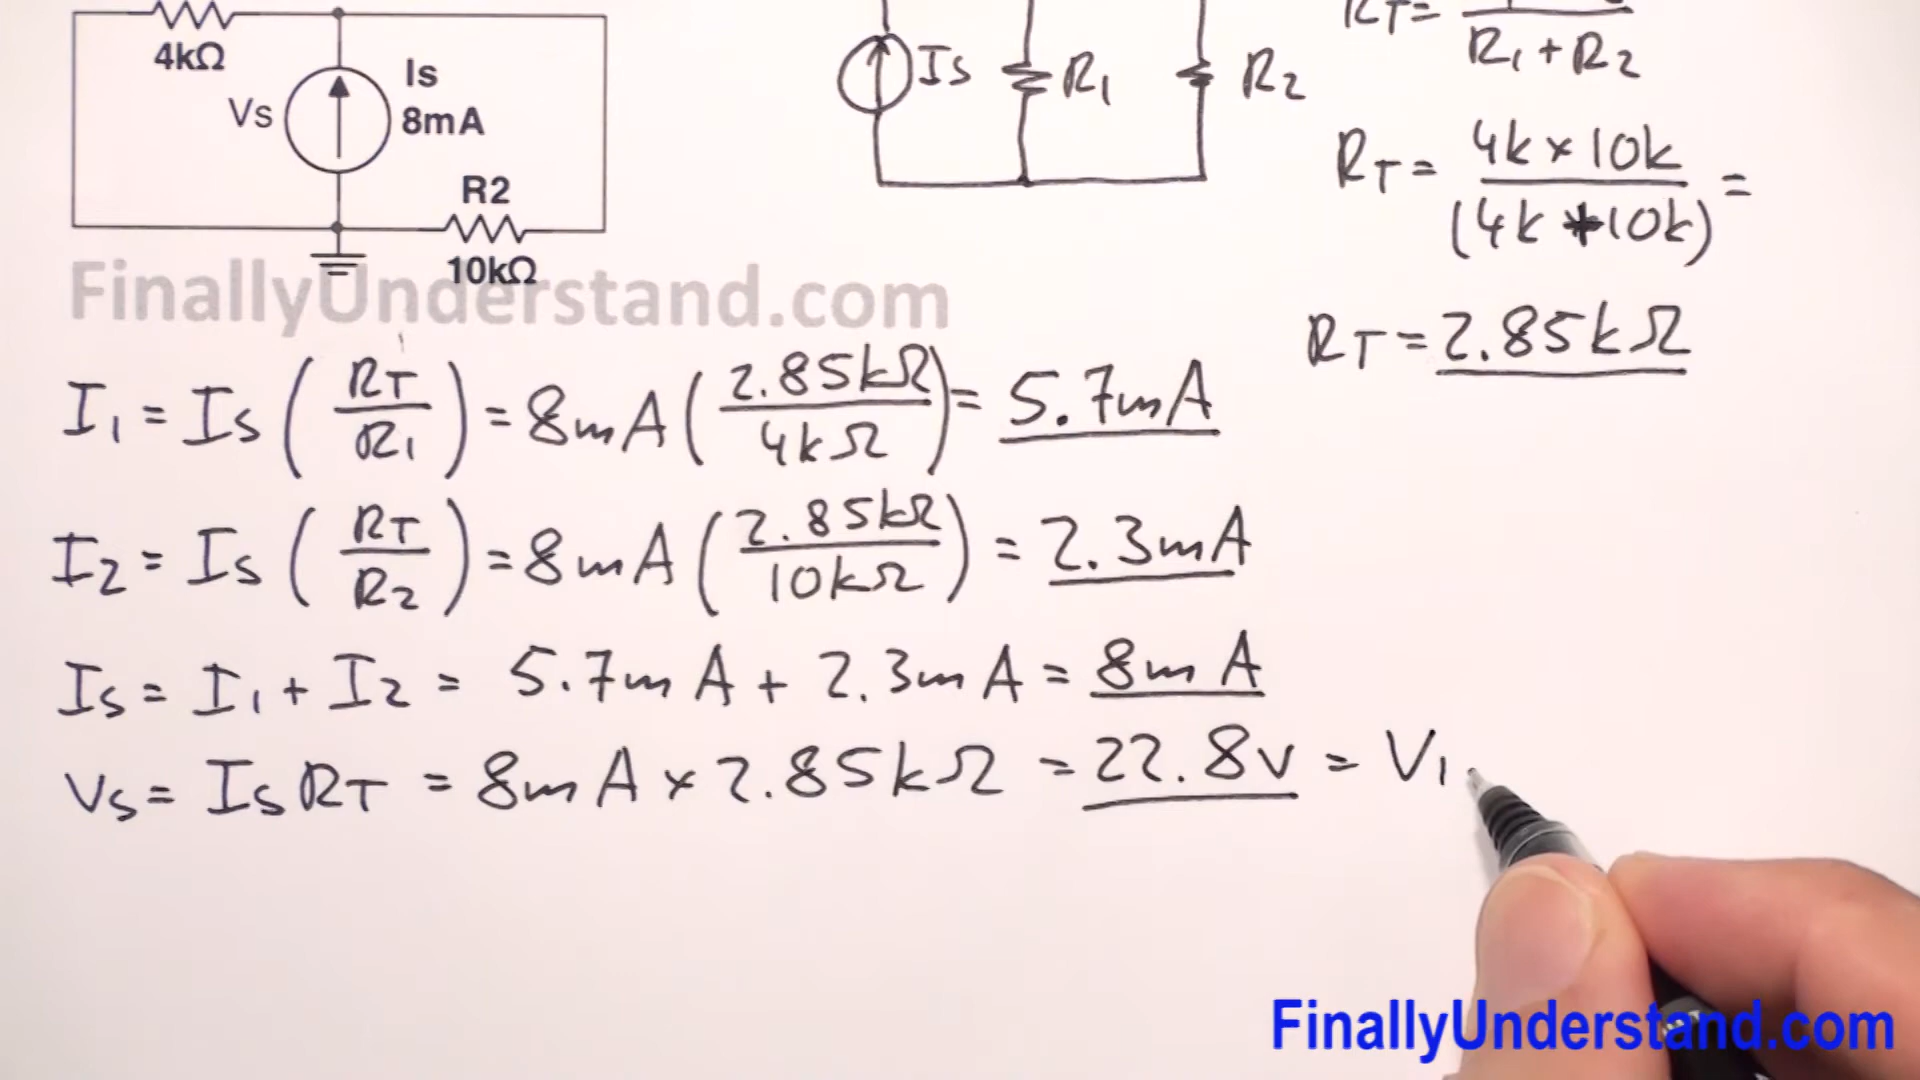 4kΩ
Vs
Is
8mA
R2
10kΩ
FinallyUnderstand.com
Is R1 R2
RT=
R1+R2
RT= 4k×10k =
(4k+10k)
RT=2.85kΩ
I1 = Is (RT/R1) = 8mA (2.85kΩ/4kΩ) = 5.7mA
I2 = Is (RT/R2) = 8mA (2.85kΩ/10kΩ) = 2.3mA
Is = I1 + I2 = 5.7mA + 2.3mA = 8mA
Vs = IsRT = 8mA × 2.85kΩ = 22.8v = V1
FinallyUnderstand.com